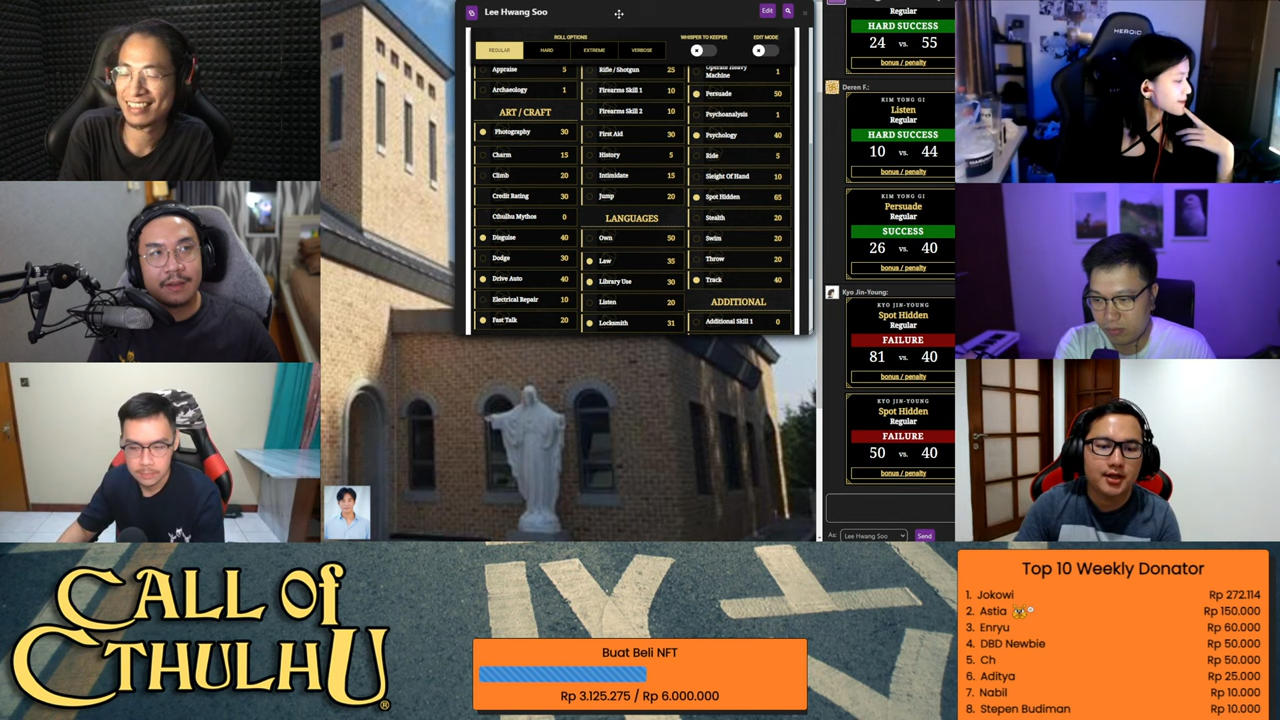 Lee Hwang Soo
Edit
ROLL OPTIONS
REGULAR
HARD
EXTREME
VERBOSE
WHISPER TO KEEPER
EDIT MODE
Appraise 5
Archaeology 1
ART / CRAFT
Photography 30
Charm 15
Climb 20
Credit Rating 30
Cthulhu Mythos 0
Disguise 40
Dodge 30
Drive Auto 40
Electrical Repair 10
Fast Talk 20
Rifle / Shotgun 25
Firearms Skill 1 10
Firearms Skill 2 10
First Aid 30
History 5
Intimidate 15
Jump 20
LANGUAGES
Own 50
Law 35
Library Use 30
Listen 20
Locksmith 31
Operate Heavy
Machine 1
Persuade 50
Psychoanalysis 1
Psychology 40
Ride 5
Sleight Of Hand 10
Spot Hidden 65
Stealth 20
Swim 20
Throw 20
Track 40
ADDITIONAL
Additional Skill 1 0
Regular
HARD SUCCESS
24 vs. 55
bonus / penalty
Deren F.:
KIM YONG GI
Listen
Regular
HARD SUCCESS
10 vs. 44
bonus / penalty
KIM YONG GI
Persuade
Regular
SUCCESS
26 vs. 40
bonus / penalty
Kyo Jin-Young:
KYO JIN-YOUNG
Spot Hidden
Regular
FAILURE
81 vs. 40
bonus / penalty
KYO JIN-YOUNG
Spot Hidden
Regular
FAILURE
50 vs. 40
bonus / penalty
As: Lee Hwang Soo
Send
HEROIC
CALL of
CTHULHU®
Buat Beli NFT
Rp 3.125.275 / Rp 6.000.000
Top 10 Weekly Donator
1. Jokowi Rp 272.114
2. Astia Rp 150.000
3. Enryu Rp 60.000
4. DBD Newbie Rp 50.000
5. Ch Rp 50.000
6. Aditya Rp 25.000
7. Nabil Rp 10.000
8. Stepen Budiman Rp 10.000